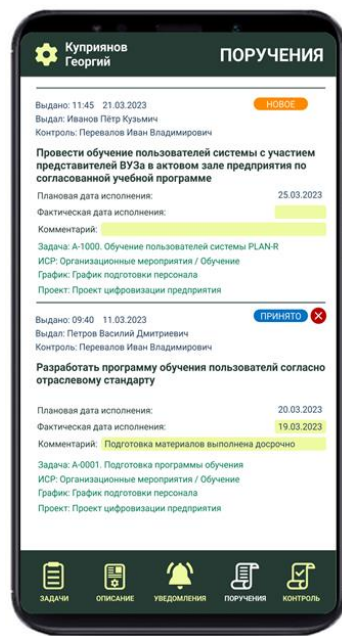 Куприянов
Георгий
ПОРУЧЕНИЯ
Выдано: 11:45 21.03.2023
НОВОЕ
Выдал: Иванов Пётр Кузьмич
Контроль: Перевалов Иван Владимирович
Провести обучение пользователей системы с участием
представителей ВУЗа в актовом зале предприятия по
согласованной учебной программе
Плановая дата исполнения: 25.03.2023
Фактическая дата исполнения:
Комментарий:
Задача: А-1000. Обучение пользователей системы PLAN-R
ИСР: Организационные мероприятия / Обучение
График: График подготовки персонала
Проект: Проект цифровизации предприятия
Выдано: 09:40 11.03.2023
ПРИНЯТО
Выдал: Петров Василий Дмитриевич
Контроль: Перевалов Иван Владимирович
Разработать программу обучения пользователей согласно
отраслевому стандарту
Плановая дата исполнения: 20.03.2023
Фактическая дата исполнения: 19.03.2023
Комментарий: Подготовка материалов выполнена досрочно
Задача: А-0001. Подготовка программы обучения
ИСР: Организационные мероприятия / Обучение
График: График подготовки персонала
Проект: Проект цифровизации предприятия
ЗАДАЧИ ОПИСАНИЕ УВЕДОМЛЕНИЯ ПОРУЧЕНИЯ КОНТРОЛЬ